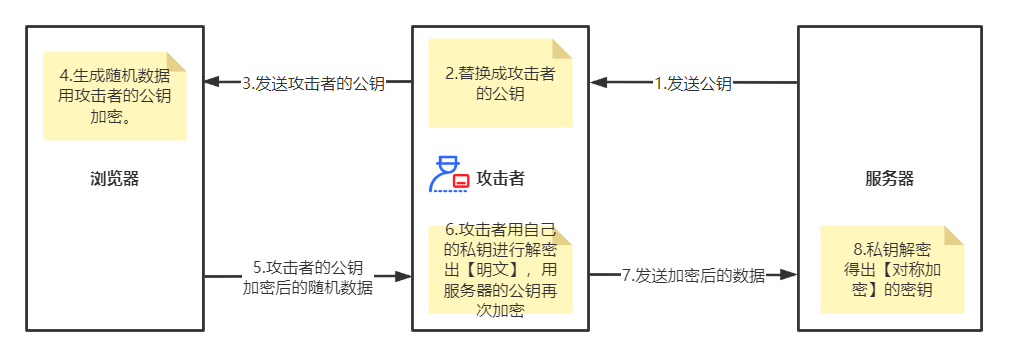 4.生成随机数据
用攻击者的公钥
加密。
浏览器
3.发送攻击者的公钥
2.替换成攻击者
的公钥
1.发送公钥
攻击者
服务器
5.攻击者的公钥
加密后的随机数据
6.攻击者用自己
的私钥进行解密
出【明文】，用
服务器的公钥再
次加密
7.发送加密后的数据
8.私钥解密
得出【对称加
密】的密钥